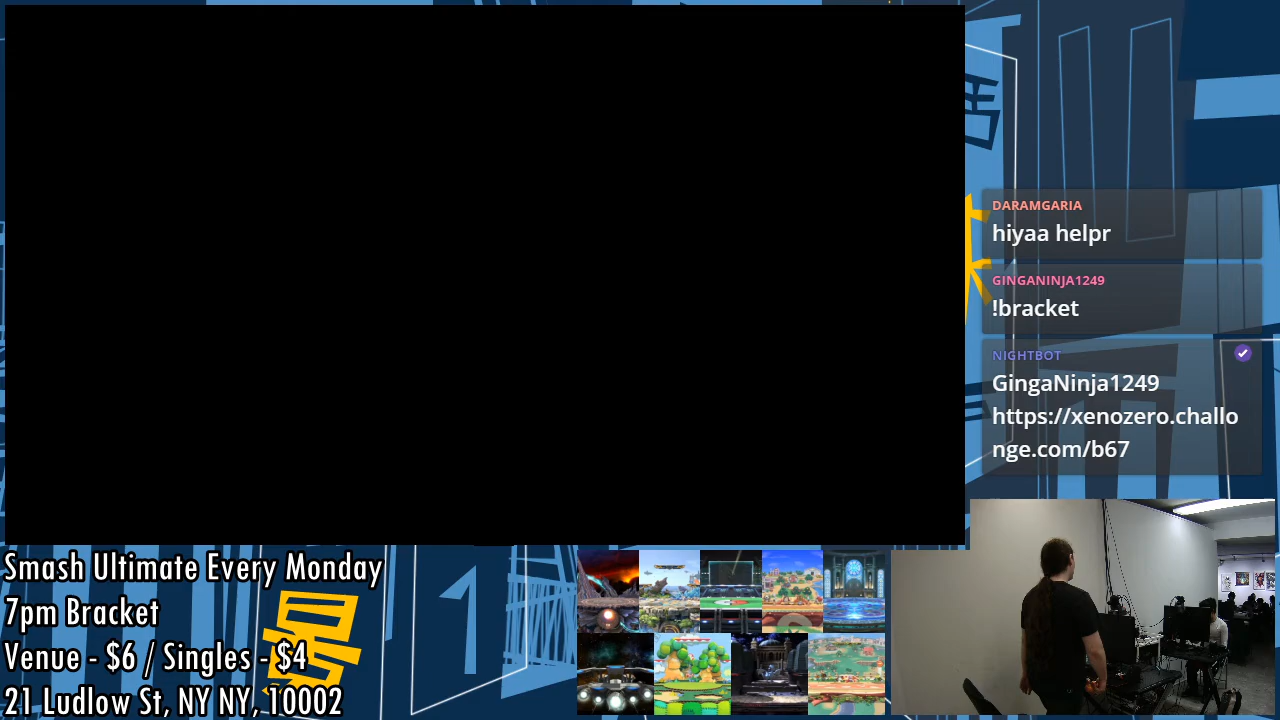 DARAMGARIA
hiyaa helpr
GINGANINJA1249
!bracket
NIGHTBOT
GingaNinja1249
https://xenozero.challo
nge.com/b67
Smash Ultimate Every Monday
7pm Bracket
Venue - $6 / Singles - $4
21 Ludlow St, NY NY, 10002
1